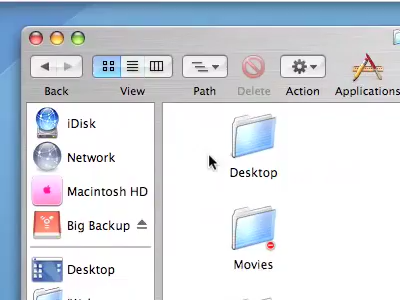 Back
View
Path
Delete
Action
Applications
iDisk
Network
Macintosh HD
Big Backup
Desktop
Desktop
Movies